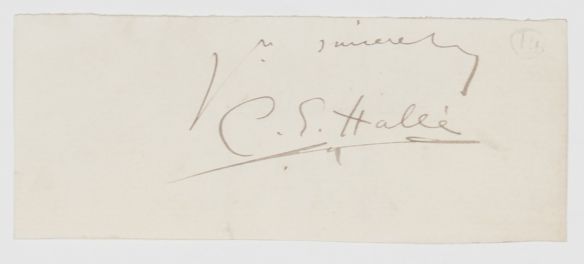 Yrs sincerely
C. E. Hallé